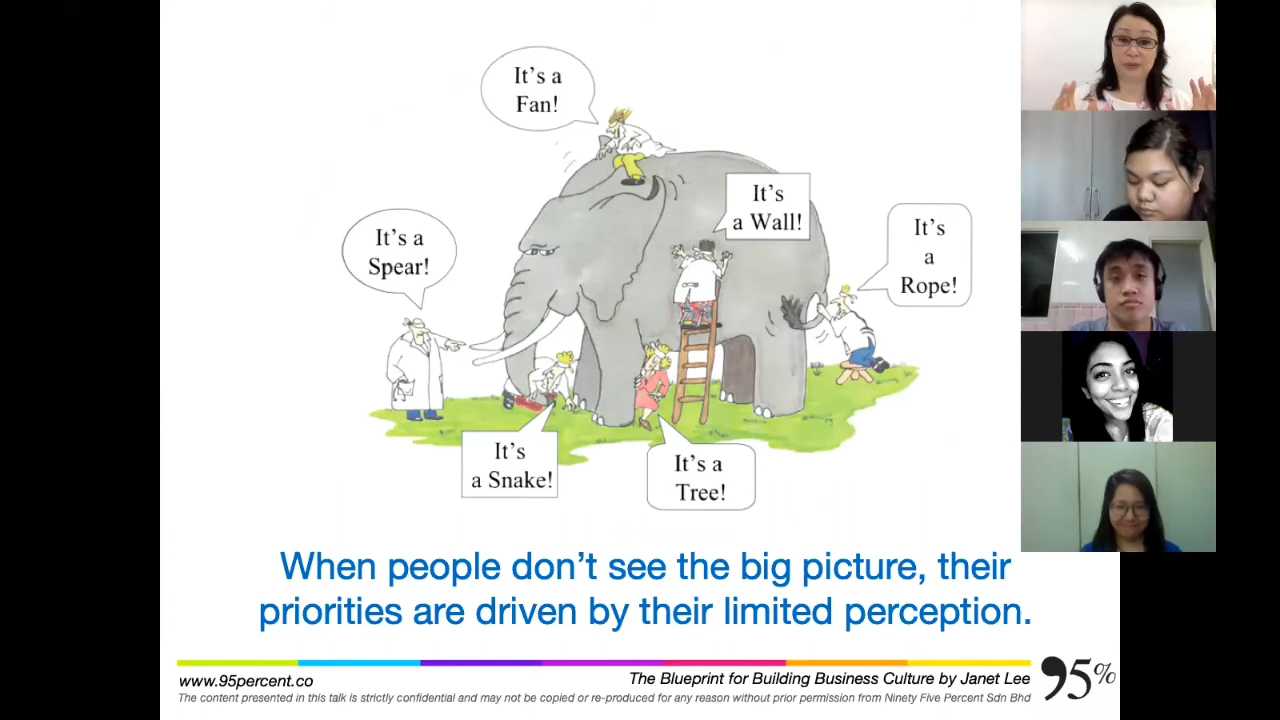 It's a
Fan!
It's
a Wall!
It's a
Spear!
It's
a
Rope!
It's
a Snake!
It's a
Tree!
When people don't see the big picture, their
priorities are driven by their limited perception.
www.95percent.co
The Blueprint for Building Business Culture by Janet Lee
The content presented in this talk is strictly confidential and may not be copied or re-produced for any reason without prior permission from Ninety Five Percent Sdn Bhd
95%